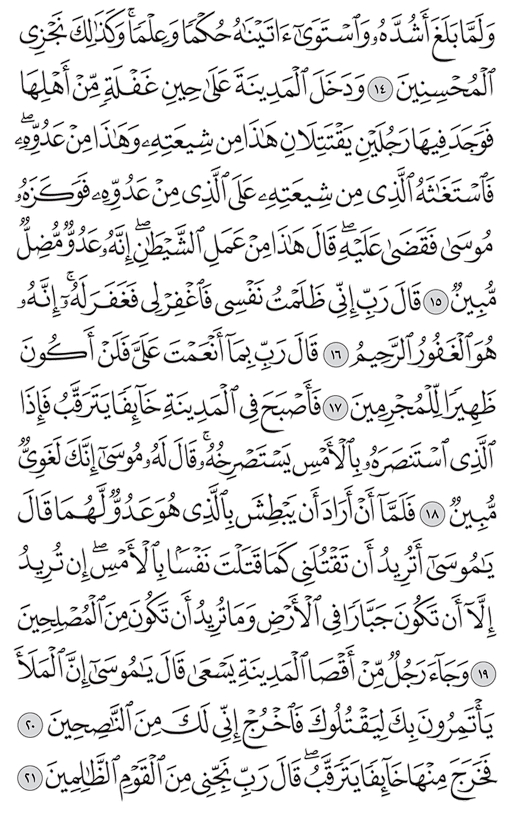 وَلَمَّا بَلَغَ أَشُدَّهُۥ وَٱسْتَوَىٰٓ ءَاتَيْنَٰهُ حُكْمًا وَعِلْمًا ۚ وَكَذَٰلِكَ نَجْزِى
ٱلْمُحْسِنِينَ ١٤ وَدَخَلَ ٱلْمَدِينَةَ عَلَىٰ حِينِ غَفْلَةٍ مِّنْ أَهْلِهَا
فَوَجَدَ فِيهَا رَجُلَيْنِ يَقْتَتِلَانِ هَٰذَا مِن شِيعَتِهِۦ وَهَٰذَا مِنْ عَدُوِّهِۦ ۖ
فَٱسْتَغَٰثَهُ ٱلَّذِى مِن شِيعَتِهِۦ عَلَى ٱلَّذِى مِنْ عَدُوِّهِۦ فَوَكَزَهُۥ
مُوسَىٰ فَقَضَىٰ عَلَيْهِ ۖ قَالَ هَٰذَا مِنْ عَمَلِ ٱلشَّيْطَٰنِ ۖ إِنَّهُۥ عَدُوٌّ مُّضِلٌّ
مُّبِينٌ ١٥ قَالَ رَبِّ إِنِّى ظَلَمْتُ نَفْسِى فَٱغْفِرْ لِى فَغَفَرَ لَهُۥٓ ۚ إِنَّهُۥ
هُوَ ٱلْغَفُورُ ٱلرَّحِيمُ ١٦ قَالَ رَبِّ بِمَآ أَنْعَمْتَ عَلَىَّ فَلَنْ أَكُونَ
ظَهِيرًا لِّلْمُجْرِمِينَ ١٧ فَأَصْبَحَ فِى ٱلْمَدِينَةِ خَآئِفًا يَتَرَقَّبُ فَإِذَا
ٱلَّذِى ٱسْتَنصَرَهُۥ بِٱلْأَمْسِ يَسْتَصْرِخُهُۥ ۚ قَالَ لَهُۥ مُوسَىٰٓ إِنَّكَ لَغَوِىٌّ
مُّبِينٌ ١٨ فَلَمَّآ أَنْ أَرَادَ أَن يَبْطِشَ بِٱلَّذِى هُوَ عَدُوٌّ لَّهُمَا قَالَ
يَٰمُوسَىٰٓ أَتُرِيدُ أَن تَقْتُلَنِى كَمَا قَتَلْتَ نَفْسًۢا بِٱلْأَمْسِ ۖ إِن تُرِيدُ
إِلَّآ أَن تَكُونَ جَبَّارًا فِى ٱلْأَرْضِ وَمَا تُرِيدُ أَن تَكُونَ مِنَ ٱلْمُصْلِحِينَ
١٩ وَجَآءَ رَجُلٌ مِّنْ أَقْصَا ٱلْمَدِينَةِ يَسْعَىٰ قَالَ يَٰمُوسَىٰٓ إِنَّ ٱلْمَلَأَ
يَأْتَمِرُونَ بِكَ لِيَقْتُلُوكَ فَٱخْرُجْ إِنِّى لَكَ مِنَ ٱلنَّٰصِحِينَ ٢٠
فَخَرَجَ مِنْهَا خَآئِفًا يَتَرَقَّبُ ۖ قَالَ رَبِّ نَجِّنِى مِنَ ٱلْقَوْمِ ٱلظَّٰلِمِينَ ٢١